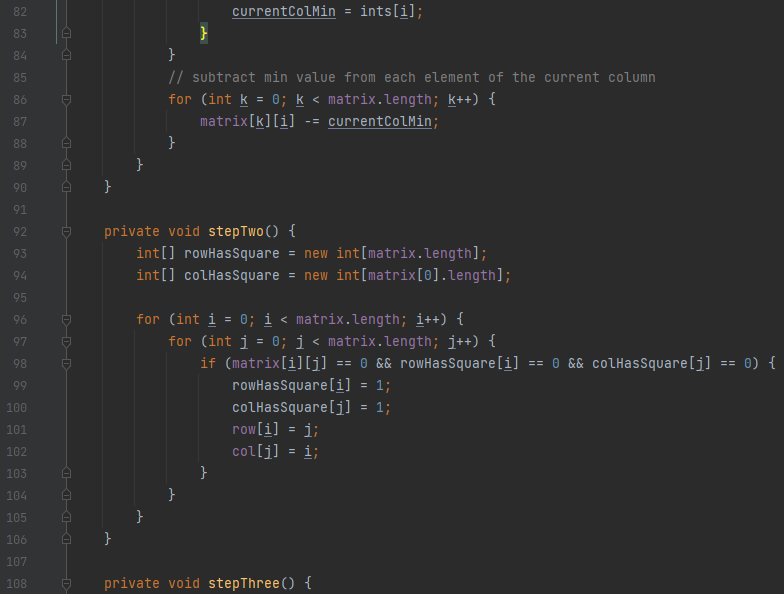 82 currentColMin = ints[i];
83 }
84 }
85 // subtract min value from each element of the current column
86 for (int k = 0; k < matrix.length; k++) {
87 matrix[k][i] -= currentColMin;
88 }
89 }
90 }
91
92 private void stepTwo() {
93 int[] rowHasSquare = new int[matrix.length];
94 int[] colHasSquare = new int[matrix[0].length];
95
96 for (int i = 0; i < matrix.length; i++) {
97 for (int j = 0; j < matrix.length; j++) {
98 if (matrix[i][j] == 0 && rowHasSquare[i] == 0 && colHasSquare[j] == 0) {
99 rowHasSquare[i] = 1;
100 colHasSquare[j] = 1;
101 row[i] = j;
102 col[j] = i;
103 }
104 }
105 }
106 }
107
108 private void stepThree() {